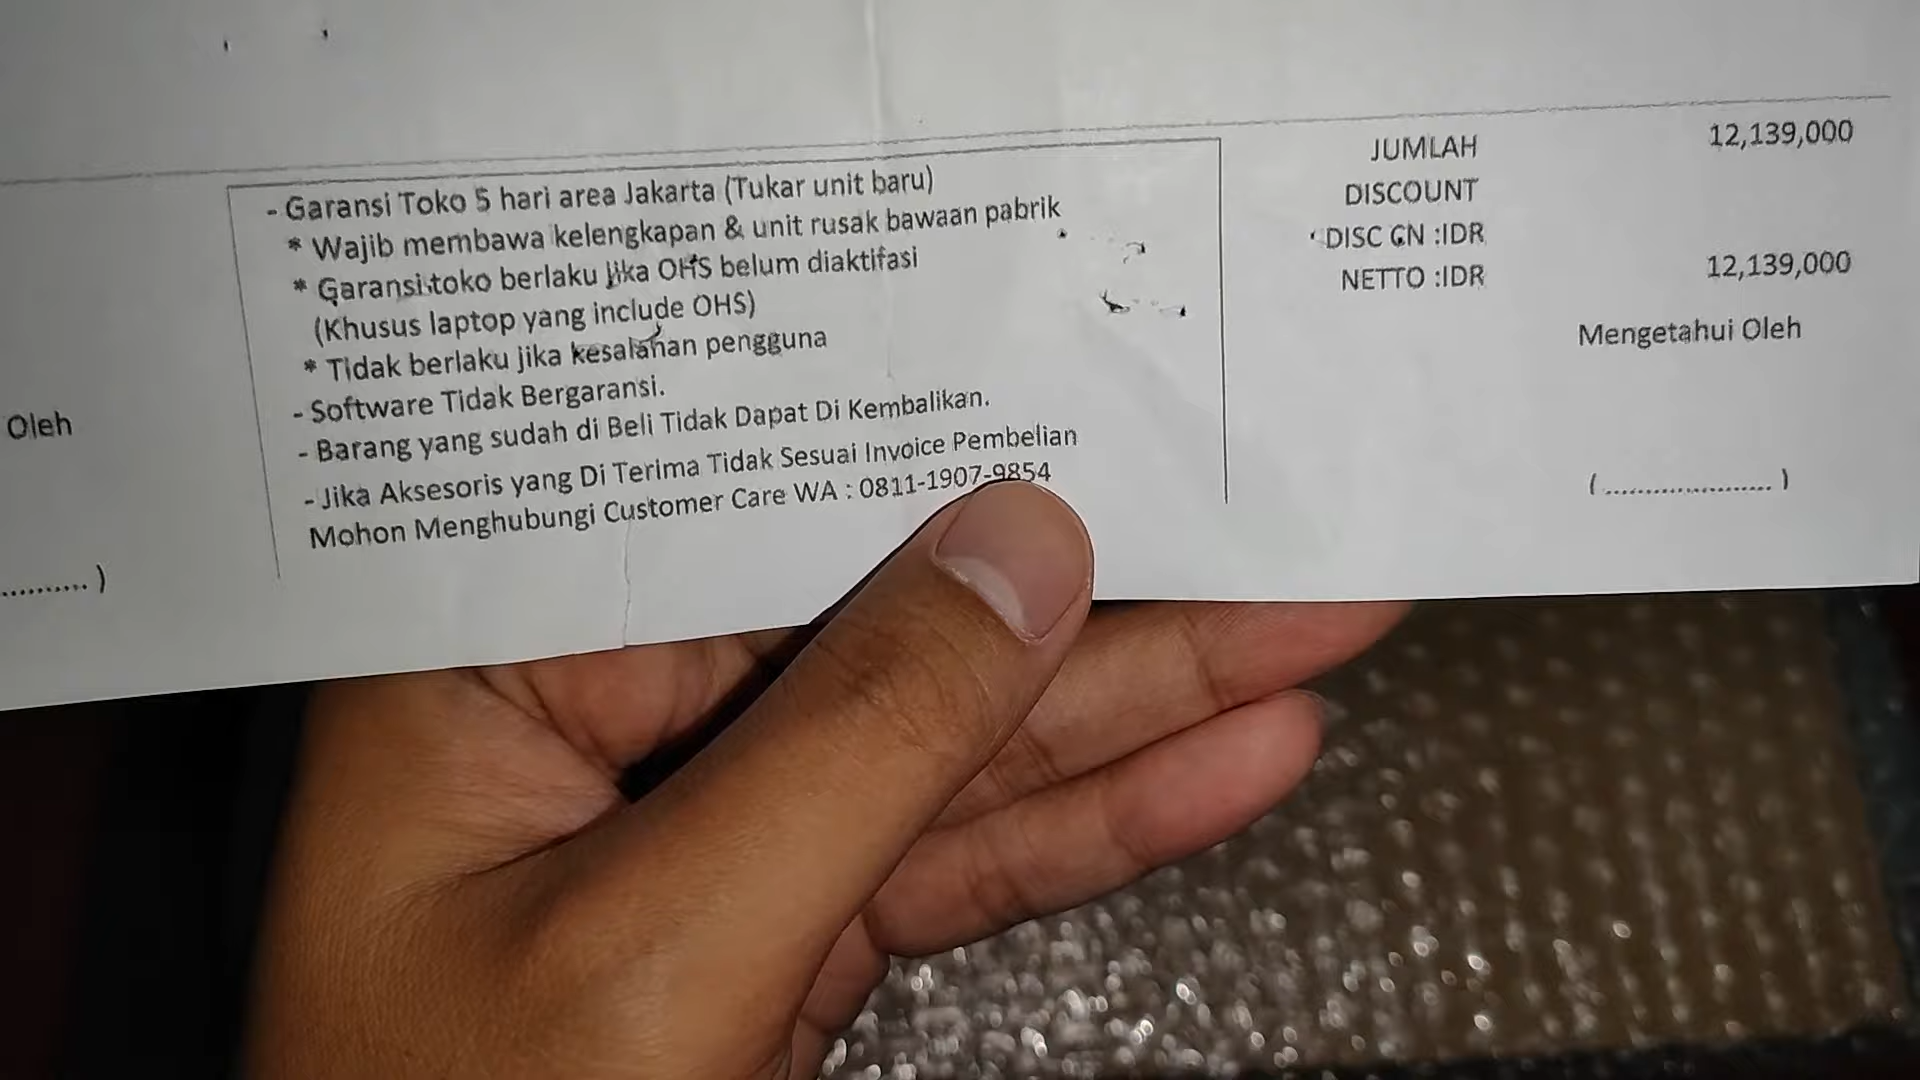 - Garansi Toko 5 hari area Jakarta (Tukar unit baru)
* Wajib membawa kelengkapan & unit rusak bawaan pabrik
* Garansi toko berlaku jika OHS belum diaktifasi
(Khusus laptop yang include OHS)
* Tidak berlaku jika kesalahan pengguna
- Software Tidak Bergaransi.
- Barang yang sudah di Beli Tidak Dapat Di Kembalikan.
- Jika Aksesoris yang Di Terima Tidak Sesuai Invoice Pembelian
Mohon Menghubungi Customer Care WA : 0811-1907-9854
JUMLAH 12,139,000
DISCOUNT
DISC CN :IDR
NETTO :IDR 12,139,000
Mengetahui Oleh
(......................)
Oleh
..........)